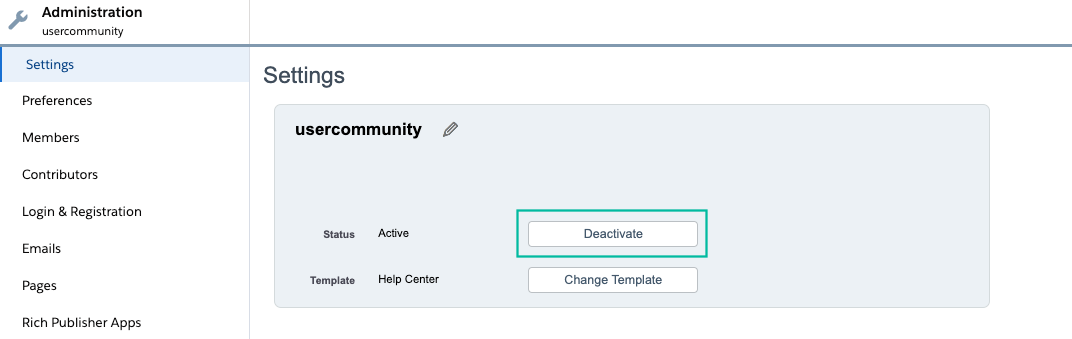 Administration
usercommunity
Settings
Preferences
Members
Contributors
Login & Registration
Emails
Pages
Rich Publisher Apps
Settings
usercommunity
Status Active Deactivate
Template Help Center Change Template